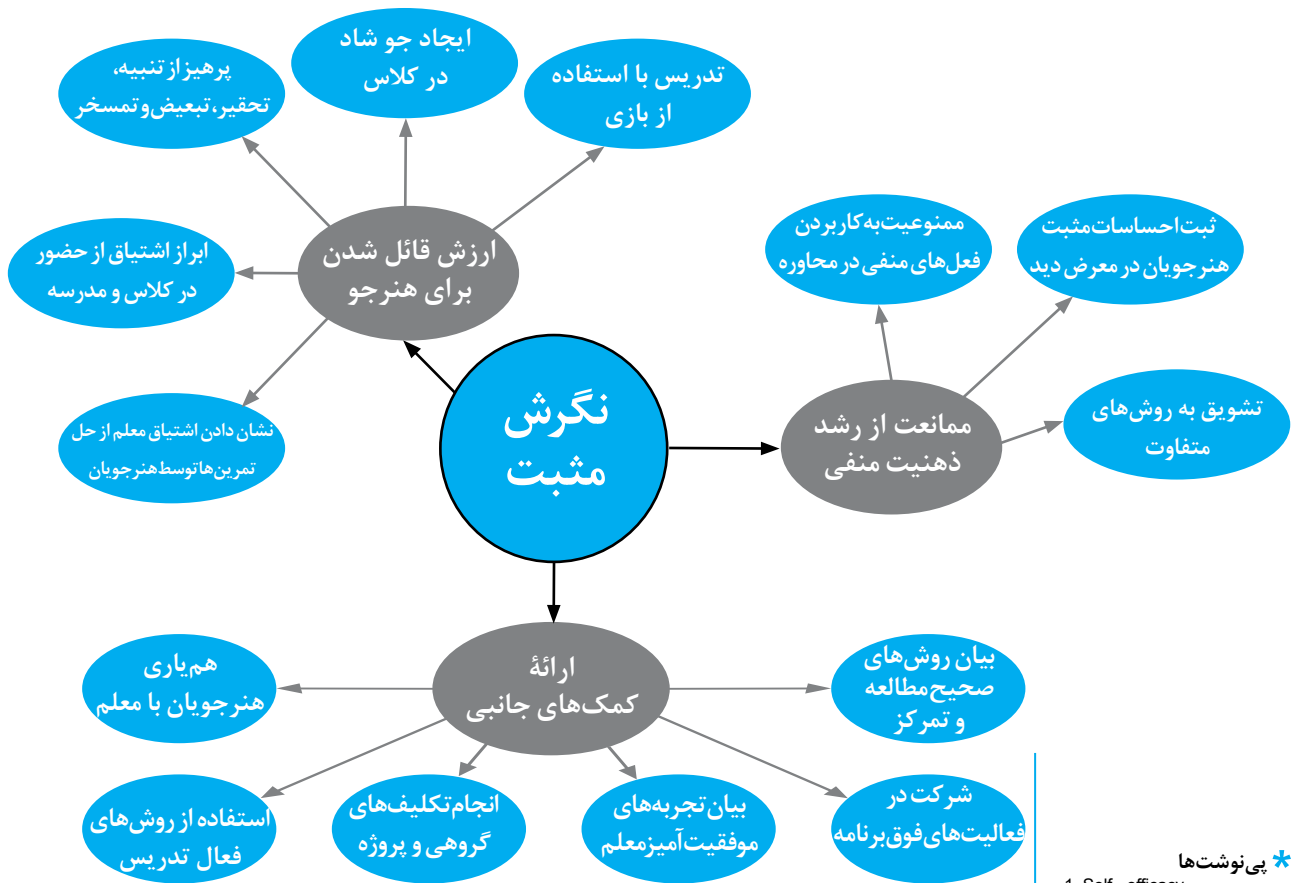 نگرش
مثبت
ارزش قائل شدن
برای هنرجو
تدریس با استفاده
از بازی
ایجاد جو شاد
در کلاس
پرهیز از تنبیه،
تحقیر، تبعیض و تمسخر
ابراز اشتیاق از حضور
در کلاس و مدرسه
نشان دادن اشتیاق معلم از حل
تمرین‌ها توسط هنرجویان
ممانعت از رشد
ذهنیت منفی
ممنوعیت به کار بردن
فعل‌های منفی در محاوره
ثبت احساسات مثبت
هنرجویان در معرض دید
تشویق به روش‌های
متفاوت
ارائهٔ
کمک‌های جانبی
بیان روش‌های
صحیح مطالعه
و تمرکز
شرکت در
فعالیت‌های فوق برنامه
بیان تجربه‌های
موفقیت‌آمیز معلم
انجام تکلیف‌های
گروهی و پروژه
استفاده از روش‌های
فعال تدریس
هم‌یاری
هنرجویان با معلم
* پی‌نوشت‌ها
1. Self - efficacy